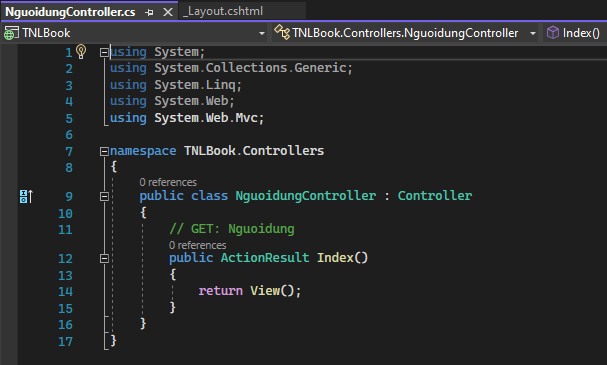 NguoidungController.cs
_Layout.cshtml
TNLBook
TNLBook.Controllers.NguoidungController
Index()
1 using System;
2 using System.Collections.Generic;
3 using System.Linq;
4 using System.Web;
5 using System.Web.Mvc;
6
7 namespace TNLBook.Controllers
8 {
0 references
9 public class NguoidungController : Controller
10 {
11 // GET: Nguoidung
0 references
12 public ActionResult Index()
13 {
14 return View();
15 }
16 }
17 }